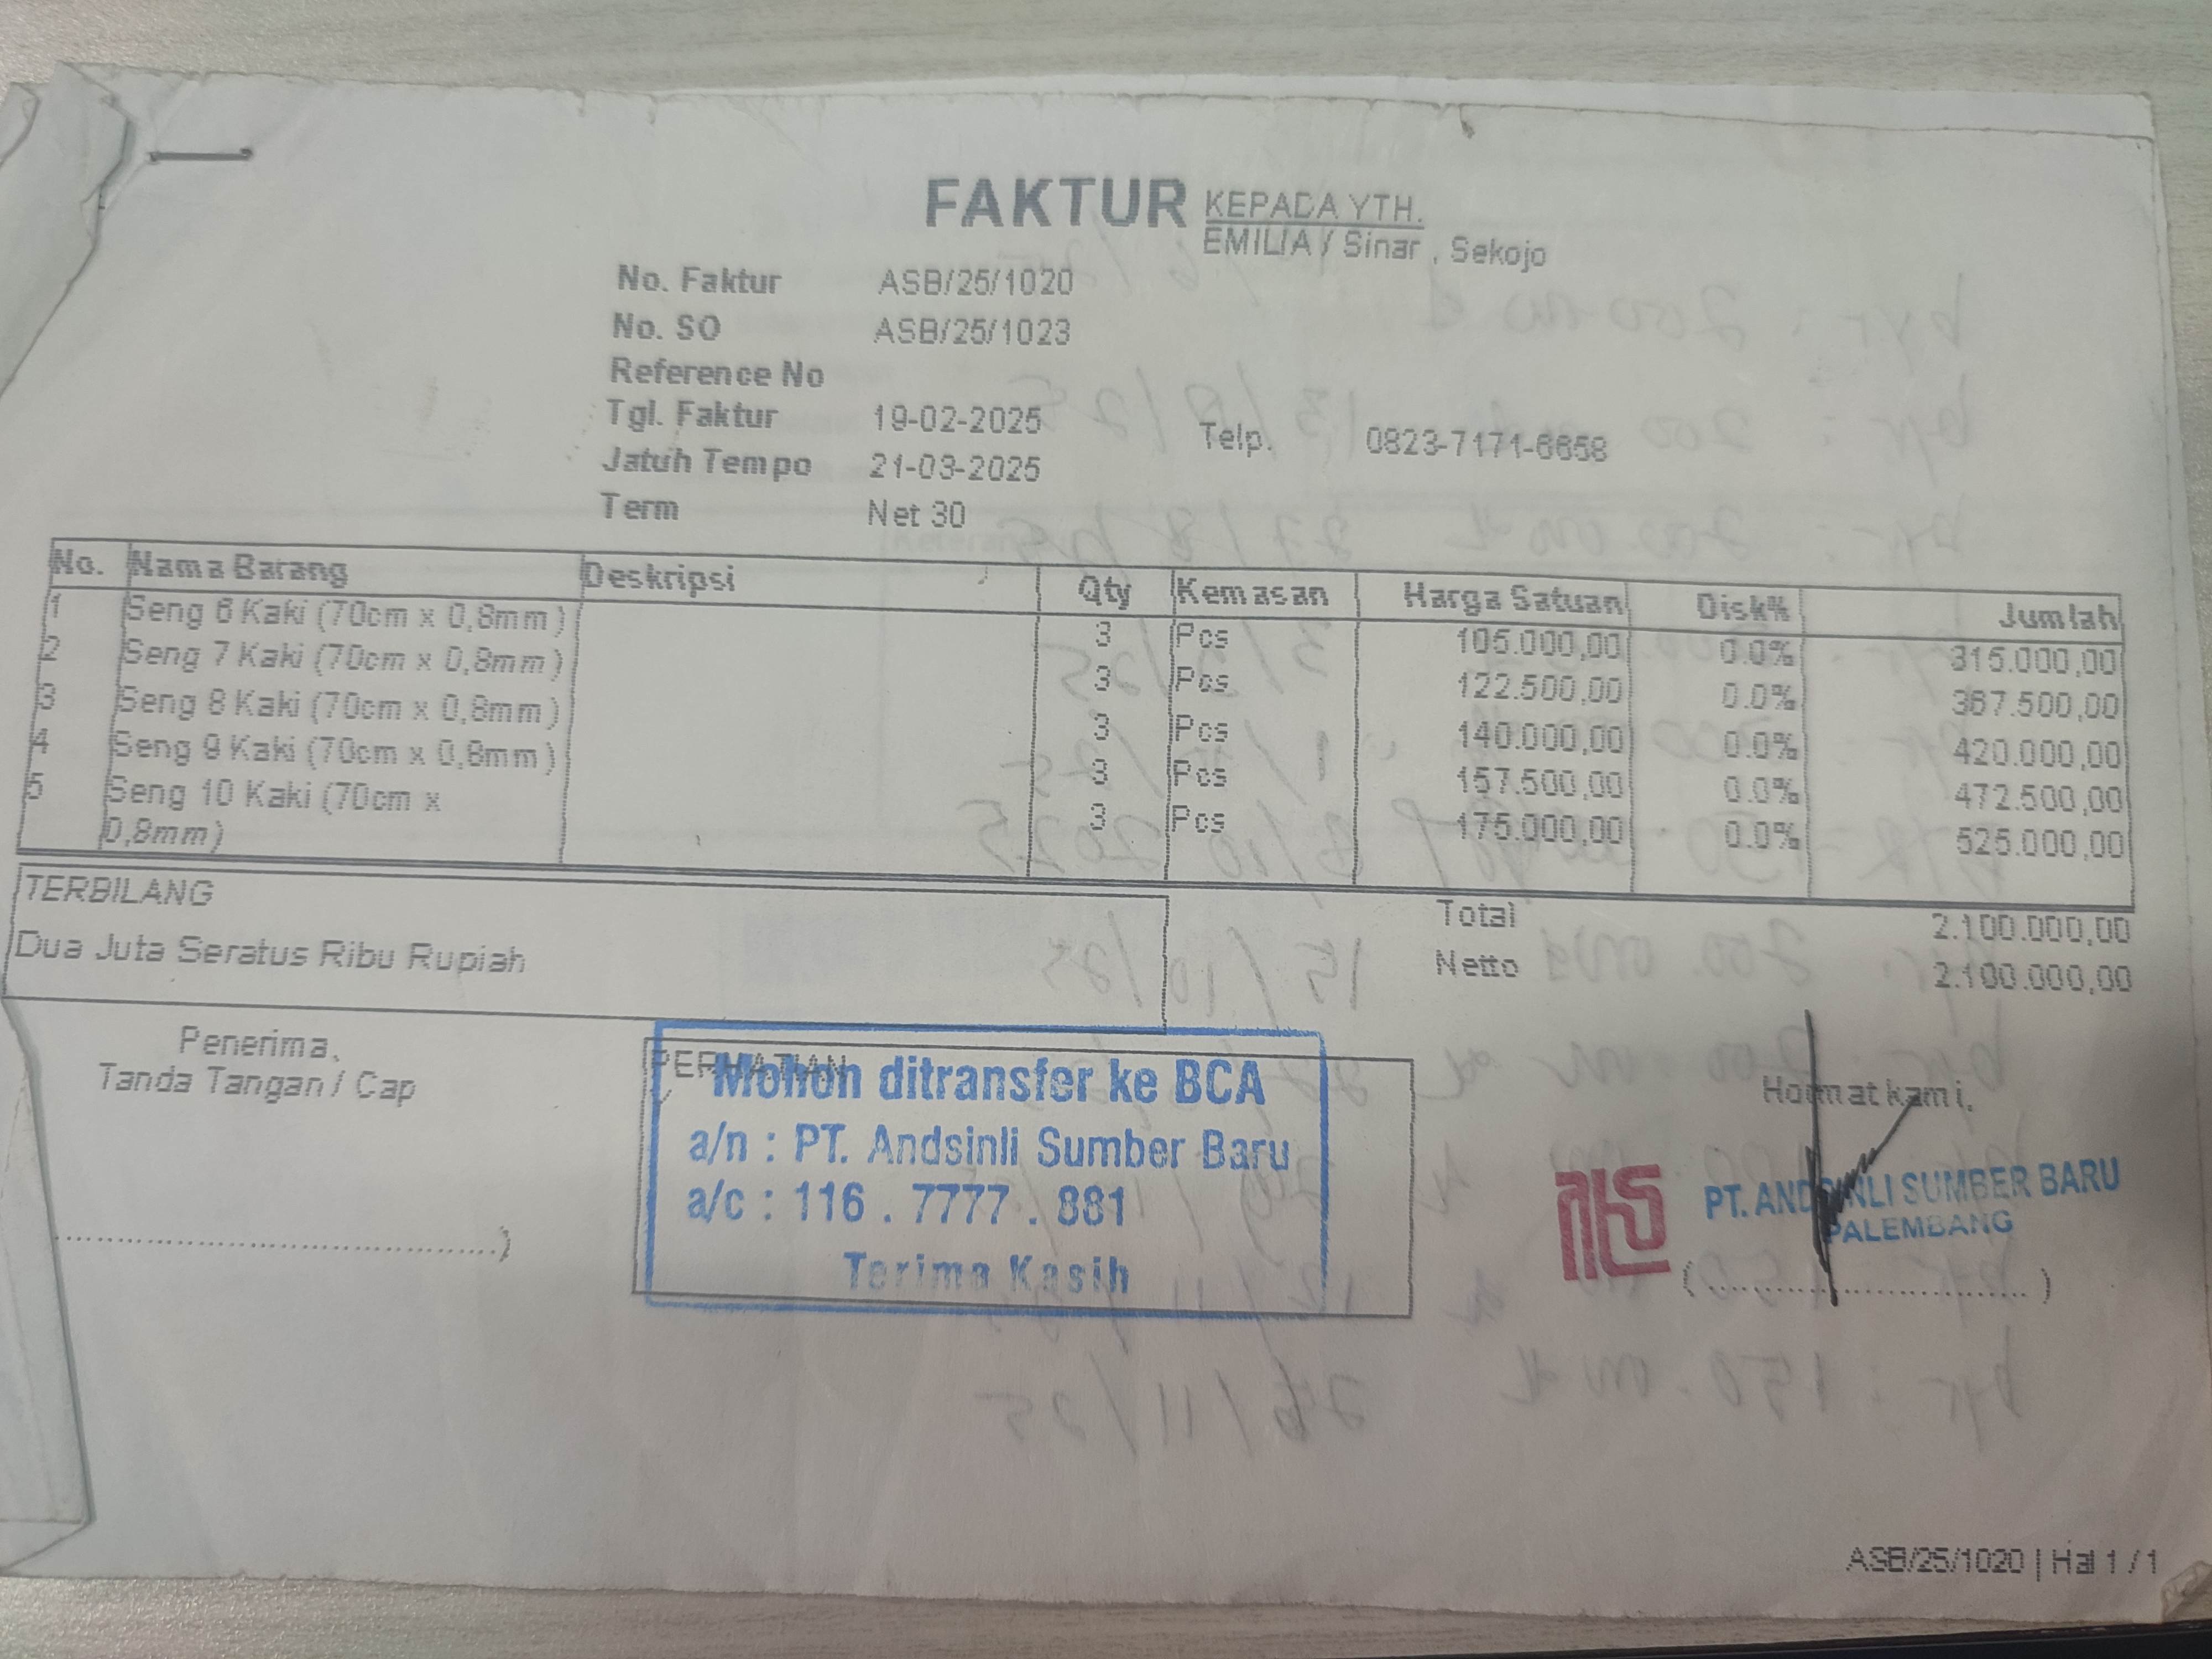 FAKTUR
KEPADA YTH.
EMILIA / Sinar , Sekojo
No. Faktur ASB/25/1020
No. SO ASB/25/1023
Reference No
Tgl. Faktur 19-02-2025
Telp. 0823-7171-6658
Jatuh Tempo 21-03-2025
Term Net 30
No. Nama Barang Deskripsi Qty Kemasan Harga Satuan Disk% Jumlah
1 Seng 6 Kaki (70cm x 0,8mm) 3 Pcs 105.000,00 0.0% 315.000,00
2 Seng 7 Kaki (70cm x 0,8mm) 3 Pcs 122.500,00 0.0% 367.500,00
3 Seng 8 Kaki (70cm x 0,8mm) 3 Pcs 140.000,00 0.0% 420.000,00
4 Seng 9 Kaki (70cm x 0,8mm) 3 Pcs 157.500,00 0.0% 472.500,00
5 Seng 10 Kaki (70cm x 3 Pcs 175.000,00 0.0% 525.000,00
0,8mm)
TERBILANG
Dua Juta Seratus Ribu Rupiah
Total 2.100.000,00
Netto 2.100.000,00
Penerima,
Tanda Tangan / Cap
PERHATIAN
Mohon ditransfer ke BCA
a/n : PT. Andsinli Sumber Baru
a/c : 116 . 7777 . 881
Terima Kasih
Hormat kami,
PT. ANDSINLI SUMBER BARU
PALEMBANG
ASB/25/1020 | Hal 1 / 1